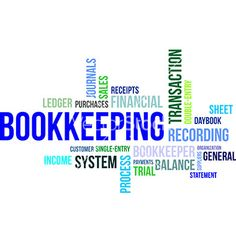 JOURNALS
SALES
RECEIPTS
TRANSACTION
DOUBLE-ENTRY
LEDGER
PURCHASES
FINANCIAL
SHEET
DAYBOOK
BOOKKEEPING
RECORDING
CUSTOMER
SINGLE-ENTRY
BOOKKEEPER
SUPPLIERS
ORGANIZATION
GENERAL
INCOME
SYSTEM
PROCESS
PAYMENTS
TRIAL
BALANCE
STATEMENT